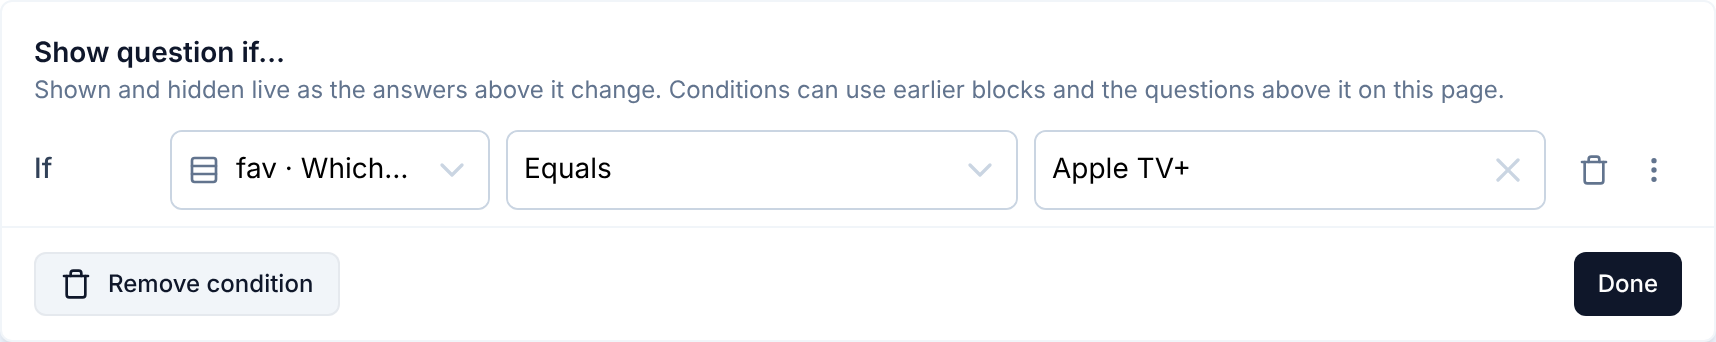 Show question if...
Shown and hidden live as the answers above it change. Conditions can use earlier blocks and the questions above it on this page.
If fav · Which... Equals Apple TV+
Remove condition Done